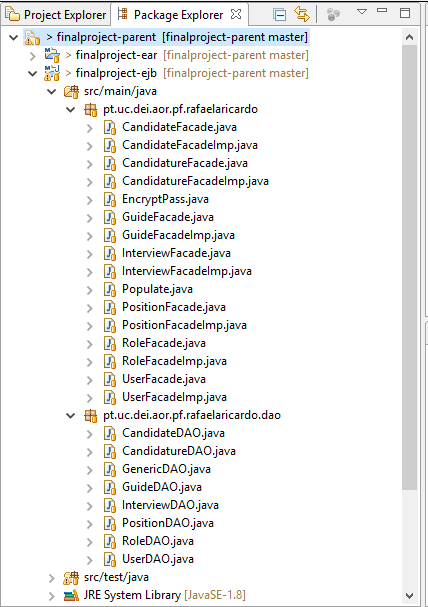 Project Explorer Package Explorer
> finalproject-parent [finalproject-parent master]
> finalproject-ear [finalproject-parent master]
> finalproject-ejb [finalproject-parent master]
src/main/java
pt.uc.dei.aor.pf.rafaelaricardo
CandidateFacade.java
CandidateFacadeImp.java
CandidatureFacade.java
CandidatureFacadeImp.java
EncryptPass.java
GuideFacade.java
GuideFacadeImp.java
InterviewFacade.java
InterviewFacadeImp.java
Populate.java
PositionFacade.java
PositionFacadeImp.java
RoleFacade.java
RoleFacadeImp.java
UserFacade.java
UserFacadeImp.java
pt.uc.dei.aor.pf.rafaelaricardo.dao
CandidateDAO.java
CandidatureDAO.java
GenericDAO.java
GuideDAO.java
InterviewDAO.java
PositionDAO.java
RoleDAO.java
UserDAO.java
src/test/java
JRE System Library [JavaSE-1.8]